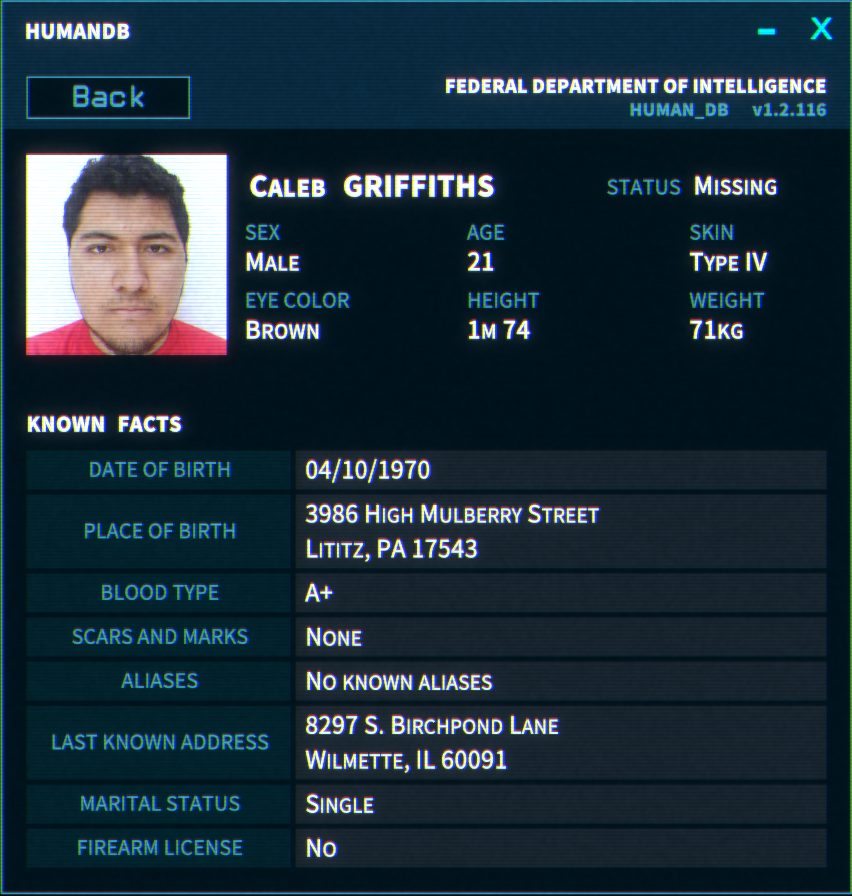 HUMANDB
– X
Back
FEDERAL DEPARTMENT OF INTELLIGENCE
HUMAN_DB v1.2.116
CALEB GRIFFITHS
STATUS MISSING
SEX AGE SKIN
MALE 21 TYPE IV
EYE COLOR HEIGHT WEIGHT
BROWN 1M 74 71KG
KNOWN FACTS
DATE OF BIRTH 04/10/1970
PLACE OF BIRTH 3986 HIGH MULBERRY STREET
LITITZ, PA 17543
BLOOD TYPE A+
SCARS AND MARKS NONE
ALIASES NO KNOWN ALIASES
LAST KNOWN ADDRESS 8297 S. BIRCHPOND LANE
WILMETTE, IL 60091
MARITAL STATUS SINGLE
FIREARM LICENSE NO